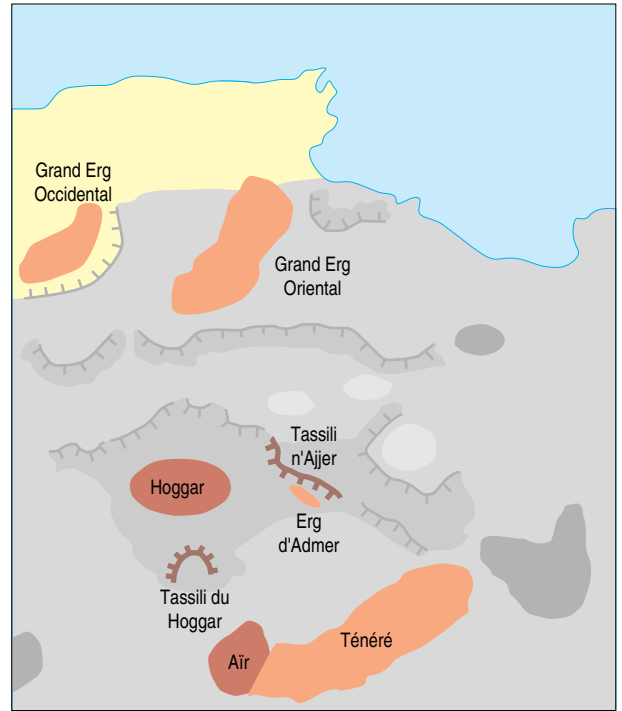 Grand Erg
Occidental
Grand Erg
Oriental
Tassili
n'Ajjer
Hoggar
Erg
d'Admer
Tassili du
Hoggar
Ténéré
Aïr